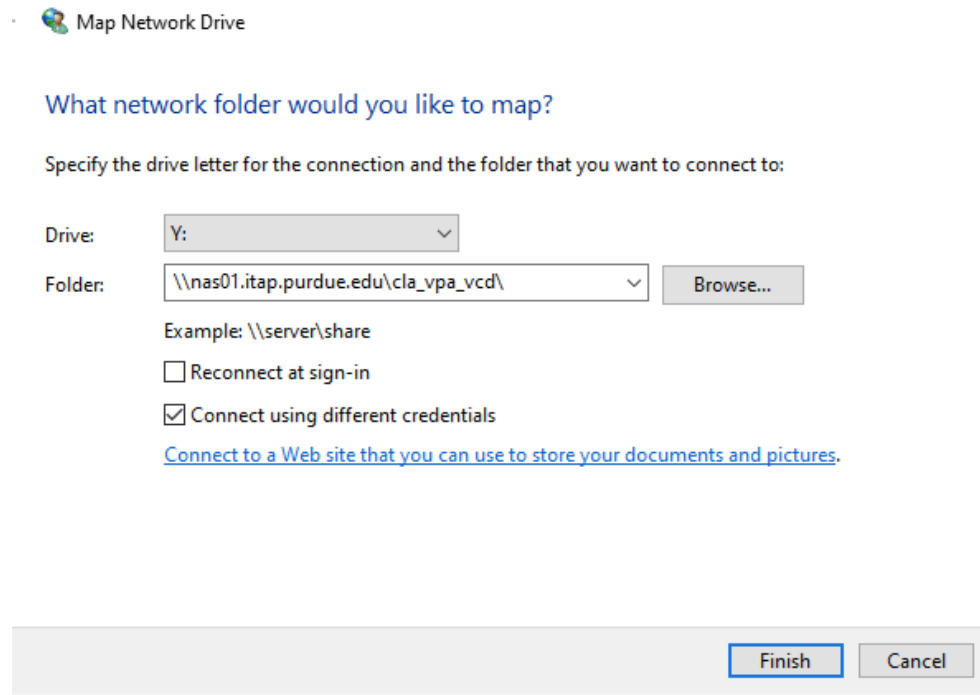 Map Network Drive
What network folder would you like to map?
Specify the drive letter for the connection and the folder that you want to connect to:
Drive: Y:
Folder: \\nas01.itap.purdue.edu\cla_vpa_vcd\ Browse...
Example: \\server\share
Reconnect at sign-in
Connect using different credentials
Connect to a Web site that you can use to store your documents and pictures.
Finish Cancel